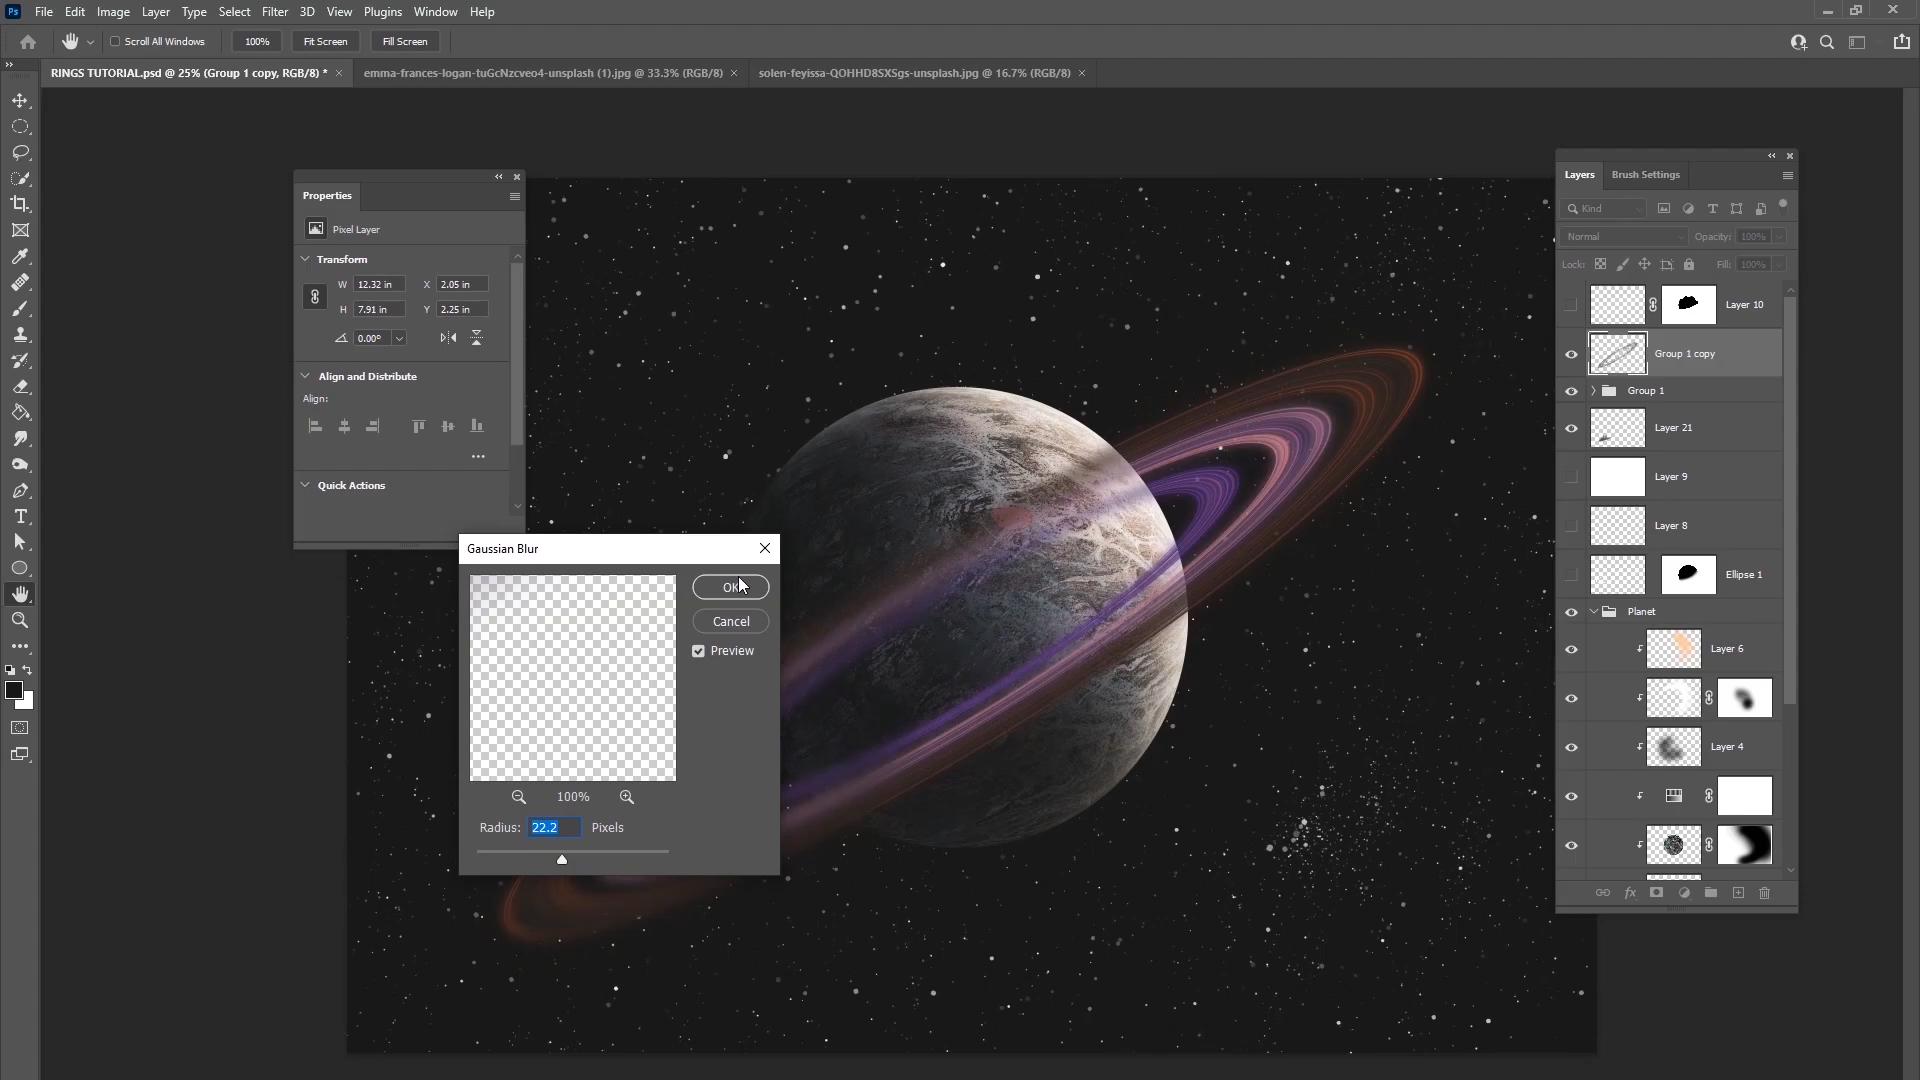 Ps File Edit Image Layer Type Select Filter 3D View Plugins Window Help
Scroll All Windows 100% Fit Screen Fill Screen
RINGS TUTORIAL.psd @ 25% (Group 1 copy, RGB/8) * × emma-frances-logan-tuGcNzcveo4-unsplash (1).jpg @ 33.3% (RGB/8) × solen-feyissa-QOHHD8SXSgs-unsplash.jpg @ 16.7% (RGB/8) ×
Properties
Pixel Layer
Transform
W 12.32 in X 2.05 in
H 7.91 in Y 2.25 in
0.00°
Align and Distribute
Align:
Quick Actions
Gaussian Blur
OK
Cancel
Preview
100%
Radius: 22.2 Pixels
Layers Brush Settings
Kind
Normal Opacity: 100%
Lock: Fill: 100%
Layer 10
Group 1 copy
Group 1
Layer 21
Layer 9
Layer 8
Ellipse 1
Planet
Layer 6
Layer 4
fx